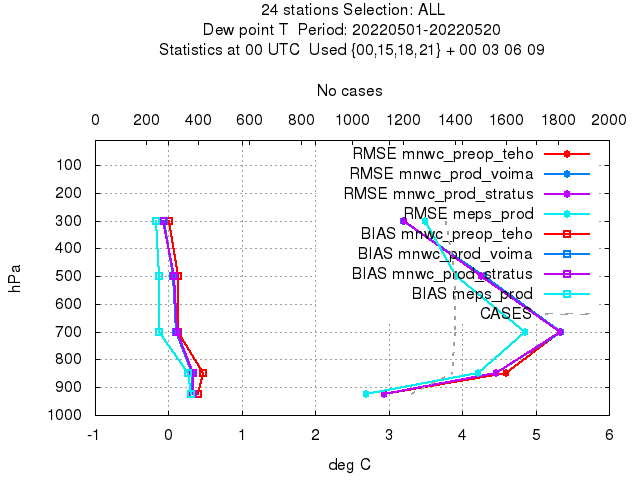 24 stations Selection: ALL
Dew point T Period: 20220501-20220520
Statistics at 00 UTC Used {00,15,18,21} + 00 03 06 09
No cases
0 200 400 600 800 1000 1200 1400 1600 1800 2000
RMSE mnwc_preop_teho
RMSE mnwc_prod_voima
RMSE mnwc_prod_stratus
RMSE meps_prod
BIAS mnwc_preop_teho
BIAS mnwc_prod_voima
BIAS mnwc_prod_stratus
BIAS meps_prod
CASES
hPa
100
200
300
400
500
600
700
800
900
1000
-1 0 1 2 3 4 5 6
deg C